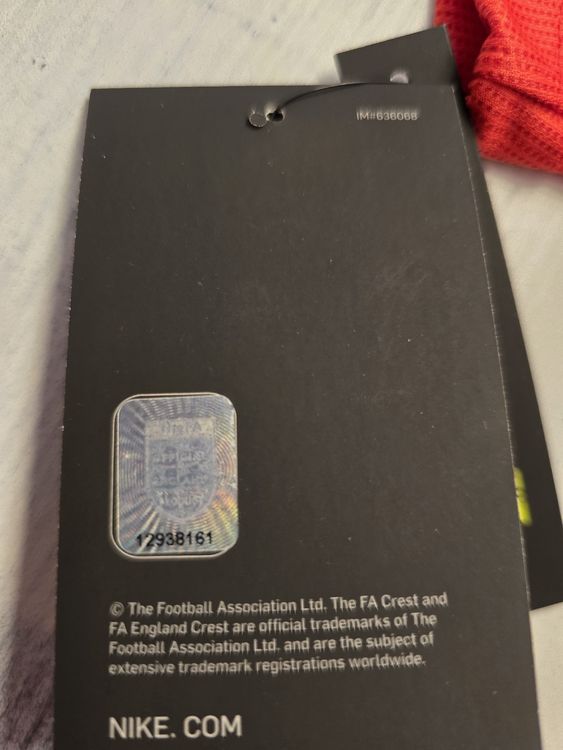 IM#636068
12938161
© The Football Association Ltd. The FA Crest and
FA England Crest are official trademarks of The
Football Association Ltd. and are the subject of
extensive trademark registrations worldwide.
NIKE. COM